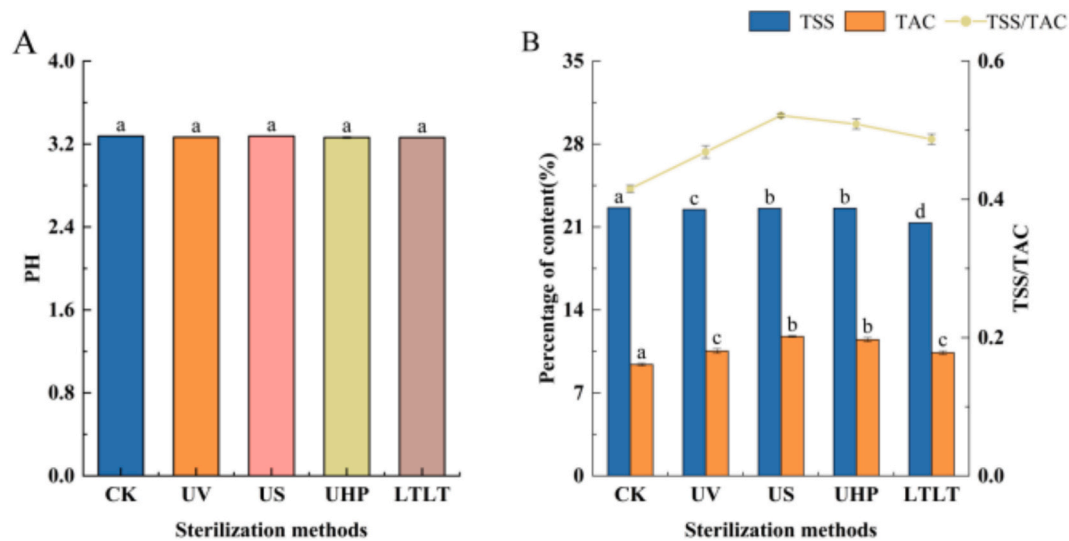 A
4.0
3.2
2.4
1.6
0.8
0.0
PH
a a a a a
CK UV US UHP LTLT
Sterilization methods
TSS TAC TSS/TAC
B
35
28
21
14
7
0
Percentage of content(%)
a c b b d
a c b b c
0.6
0.4
0.2
0.0
TSS/TAC
CK UV US UHP LTLT
Sterilization methods